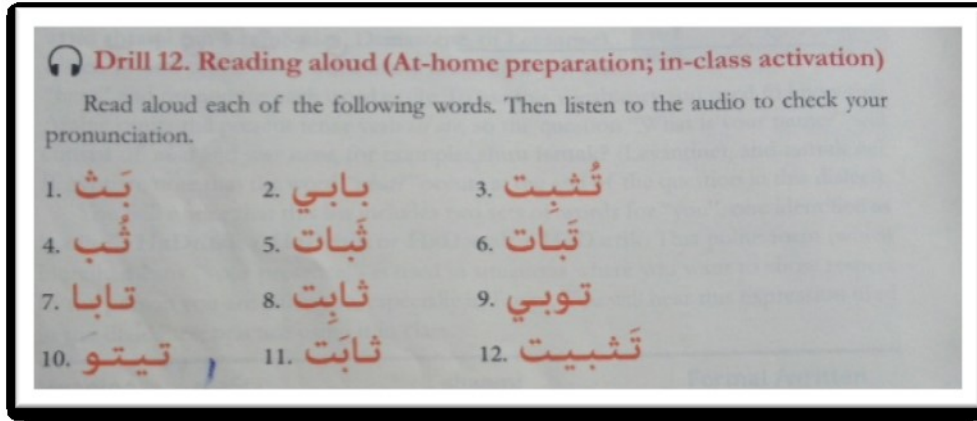 Drill 12. Reading aloud (At-home preparation; in-class activation)
Read aloud each of the following words. Then listen to the audio to check your
pronunciation.
1. بَث 2. بابي 3. تُثبِت
4. ثُب 5. ثَبات 6. تَبات
7. تابا 8. ثابِت 9. توبي
10. تيتو 11. ثابَت 12. تَثبيت